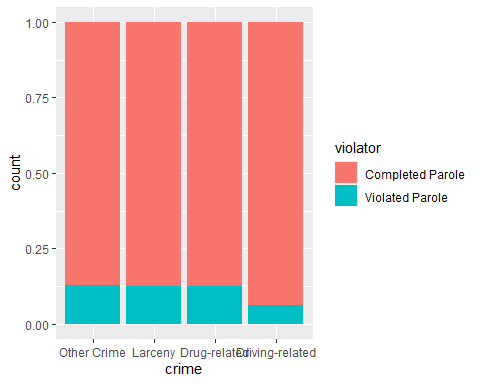 1.00
0.75
0.50
0.25
0.00
count
Other Crime
Larceny
Drug-related
Driving-related
crime
violator
Completed Parole
Violated Parole